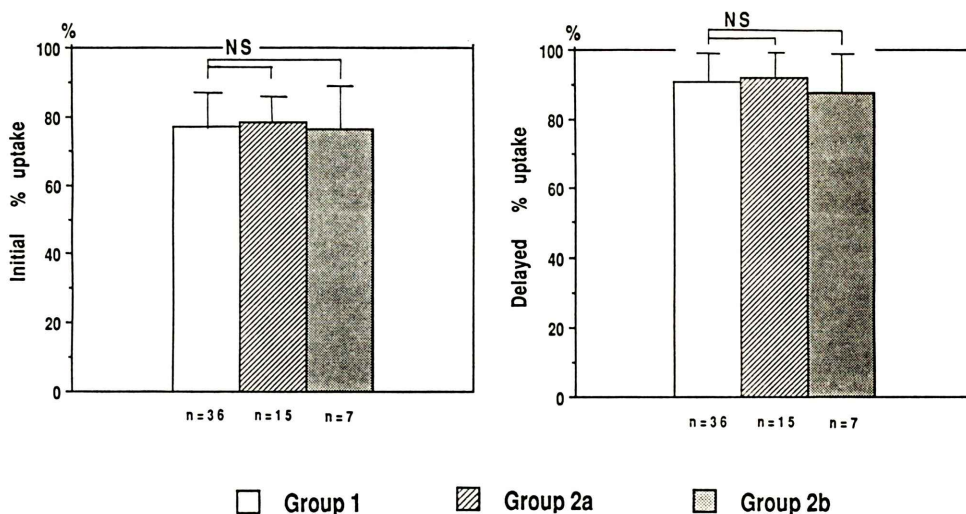 %
NS
100
80
60
40
20
0
Initial % uptake
n=36 n=15 n=7
%
NS
100
80
60
40
20
0
Delayed % uptake
n=36 n=15 n=7
Group 1 Group 2a Group 2b